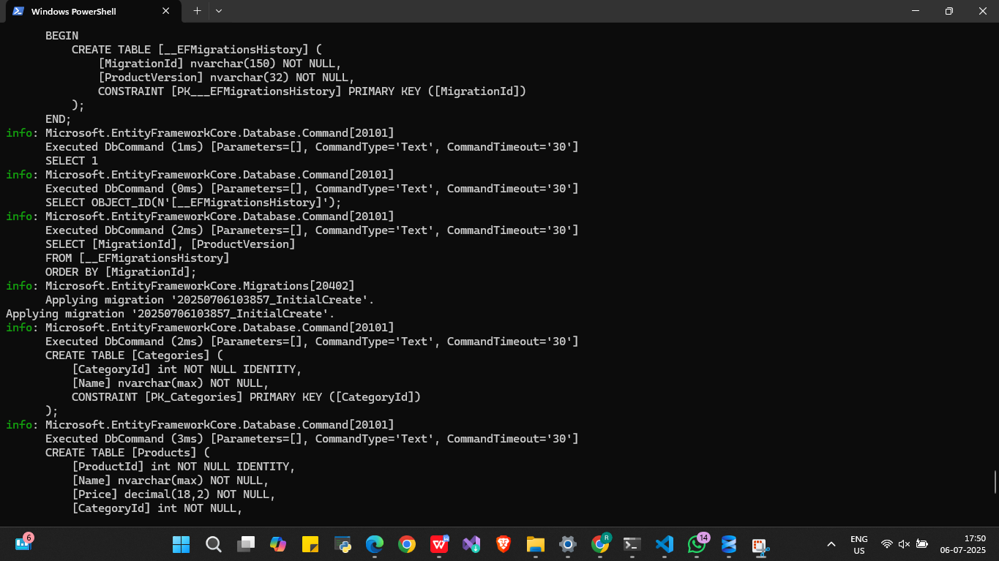 Windows PowerShell
BEGIN
CREATE TABLE [__EFMigrationsHistory] (
[MigrationId] nvarchar(150) NOT NULL,
[ProductVersion] nvarchar(32) NOT NULL,
CONSTRAINT [PK___EFMigrationsHistory] PRIMARY KEY ([MigrationId])
);
END;
info: Microsoft.EntityFrameworkCore.Database.Command[20101]
Executed DbCommand (1ms) [Parameters=[], CommandType='Text', CommandTimeout='30']
SELECT 1
info: Microsoft.EntityFrameworkCore.Database.Command[20101]
Executed DbCommand (0ms) [Parameters=[], CommandType='Text', CommandTimeout='30']
SELECT OBJECT_ID(N'[__EFMigrationsHistory]');
info: Microsoft.EntityFrameworkCore.Database.Command[20101]
Executed DbCommand (2ms) [Parameters=[], CommandType='Text', CommandTimeout='30']
SELECT [MigrationId], [ProductVersion]
FROM [__EFMigrationsHistory]
ORDER BY [MigrationId];
info: Microsoft.EntityFrameworkCore.Migrations[20402]
Applying migration '20250706103857_InitialCreate'.
Applying migration '20250706103857_InitialCreate'.
info: Microsoft.EntityFrameworkCore.Database.Command[20101]
Executed DbCommand (2ms) [Parameters=[], CommandType='Text', CommandTimeout='30']
CREATE TABLE [Categories] (
[CategoryId] int NOT NULL IDENTITY,
[Name] nvarchar(max) NOT NULL,
CONSTRAINT [PK_Categories] PRIMARY KEY ([CategoryId])
);
info: Microsoft.EntityFrameworkCore.Database.Command[20101]
Executed DbCommand (3ms) [Parameters=[], CommandType='Text', CommandTimeout='30']
CREATE TABLE [Products] (
[ProductId] int NOT NULL IDENTITY,
[Name] nvarchar(max) NOT NULL,
[Price] decimal(18,2) NOT NULL,
[CategoryId] int NOT NULL,
6
R
14
ENG
US
17:50
06-07-2025